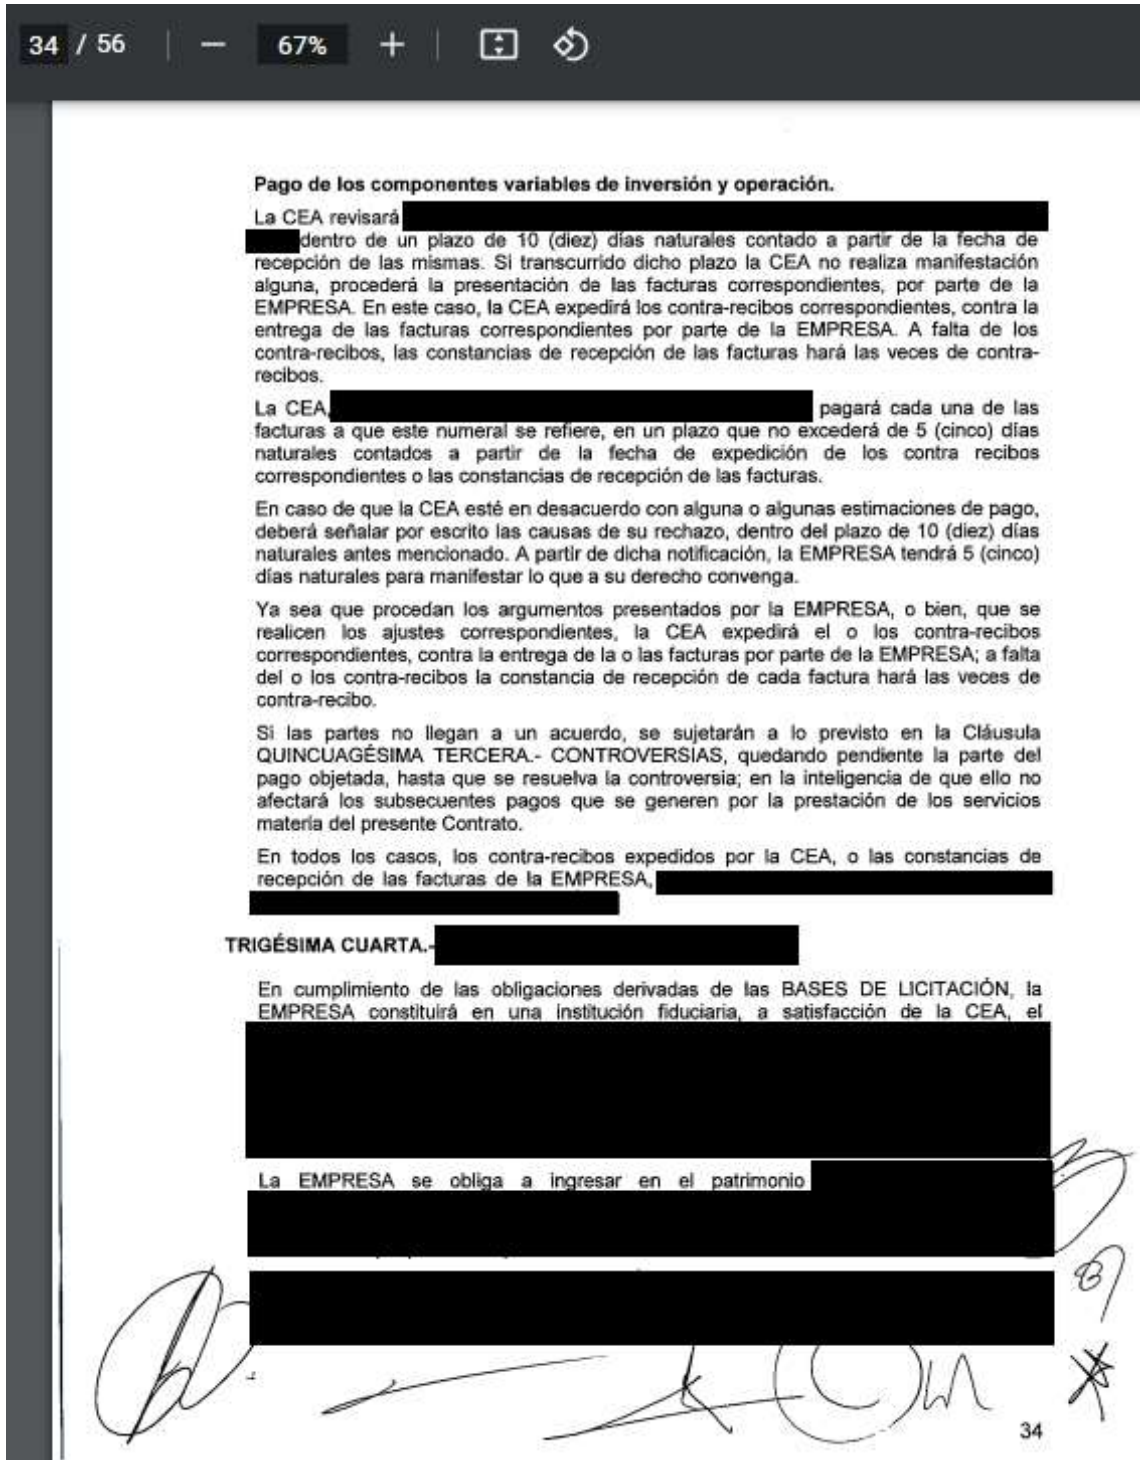 34 / 56 67%
Pago de los componentes variables de inversión y operación.
La CEA revisará
dentro de un plazo de 10 (diez) días naturales contado a partir de la fecha de
recepción de las mismas. Si transcurrido dicho plazo la CEA no realiza manifestación
alguna, procederá la presentación de las facturas correspondientes, por parte de la
EMPRESA. En este caso, la CEA expedirá los contra-recibos correspondientes, contra la
entrega de las facturas correspondientes por parte de la EMPRESA. A falta de los
contra-recibos, las constancias de recepción de las facturas hará las veces de contra-
recibos.
La CEA, pagará cada una de las
facturas a que este numeral se refiere, en un plazo que no excederá de 5 (cinco) días
naturales contados a partir de la fecha de expedición de los contra recibos
correspondientes o las constancias de recepción de las facturas.
En caso de que la CEA esté en desacuerdo con alguna o algunas estimaciones de pago,
deberá señalar por escrito las causas de su rechazo, dentro del plazo de 10 (diez) días
naturales antes mencionado. A partir de dicha notificación, la EMPRESA tendrá 5 (cinco)
días naturales para manifestar lo que a su derecho convenga.
Ya sea que procedan los argumentos presentados por la EMPRESA, o bien, que se
realicen los ajustes correspondientes, la CEA expedirá el o los contra-recibos
correspondientes, contra la entrega de la o las facturas por parte de la EMPRESA; a falta
del o los contra-recibos la constancia de recepción de cada factura hará las veces de
contra-recibo.
Si las partes no llegan a un acuerdo, se sujetarán a lo previsto en la Cláusula
QUINCUAGÉSIMA TERCERA.- CONTROVERSIAS, quedando pendiente la parte del
pago objetada, hasta que se resuelva la controversia; en la inteligencia de que ello no
afectará los subsecuentes pagos que se generen por la prestación de los servicios
materia del presente Contrato.
En todos los casos, los contra-recibos expedidos por la CEA, o las constancias de
recepción de las facturas de la EMPRESA,
TRIGÉSIMA CUARTA.-
En cumplimiento de las obligaciones derivadas de las BASES DE LICITACIÓN, la
EMPRESA constituirá en una institución fiduciaria, a satisfacción de la CEA, el
La EMPRESA se obliga a ingresar en el patrimonio
34